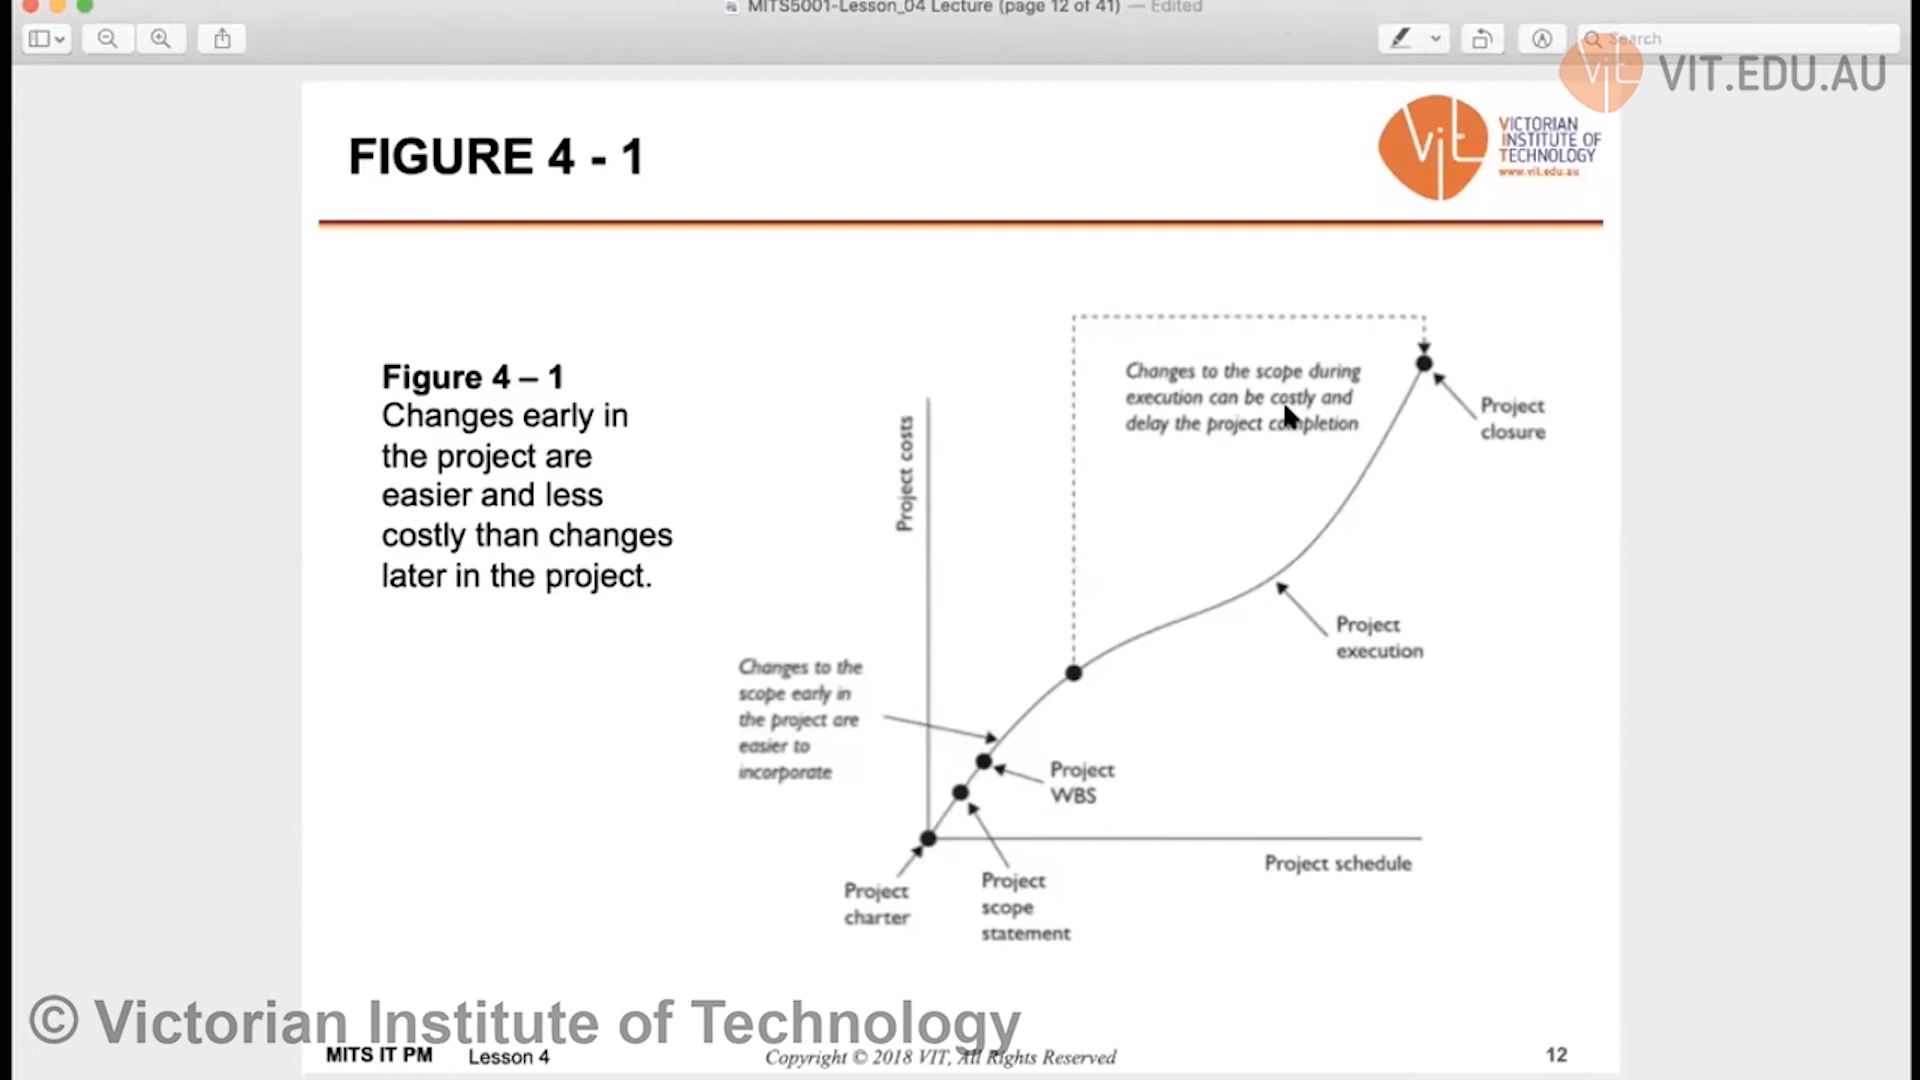 MITS5001-Lesson_04 Lecture (page 12 of 41) — Edited
Search
vit VIT.EDU.AU
FIGURE 4 - 1
vit
VICTORIAN
INSTITUTE OF
TECHNOLOGY
www.vit.edu.au
Figure 4 – 1
Changes early in
the project are
easier and less
costly than changes
later in the project.
Changes to the scope during
execution can be costly and
delay the project completion
Project
closure
Project costs
Project
execution
Changes to the
scope early in
the project are
easier to
incorporate
Project
WBS
Project schedule
Project
charter
Project
scope
statement
© Victorian Institute of Technology
MITS IT PM Lesson 4
Copyright © 2018 VIT, All Rights Reserved
12